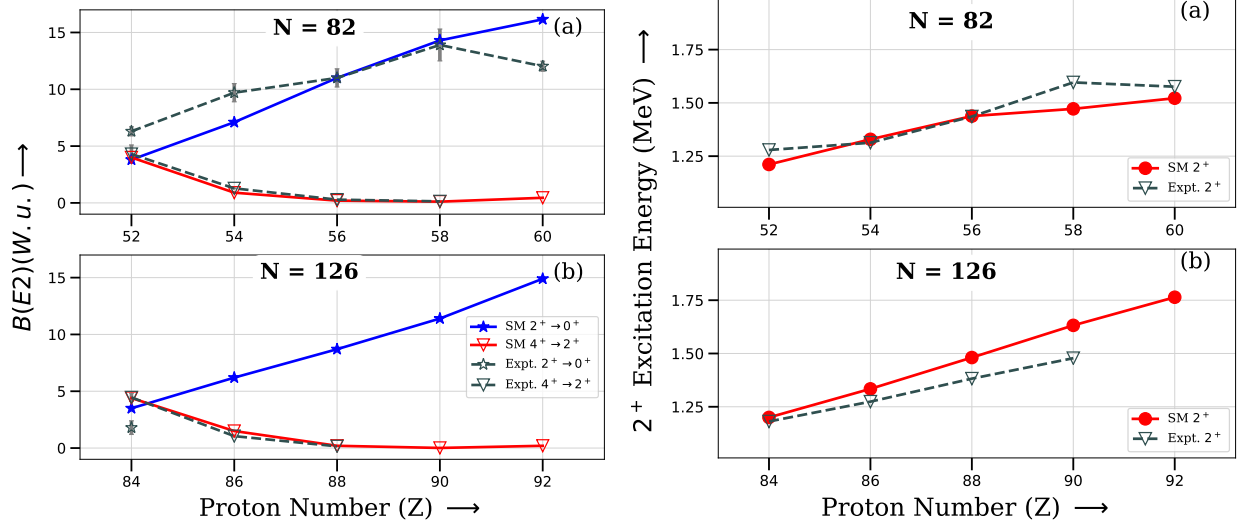 N = 82
(a)
15
10
5
0
52
54
56
58
60
B(E2)(W.u.) ⟶
N = 126
(b)
15
10
5
0
SM 2⁺→0⁺
SM 4⁺→2⁺
Expt. 2⁺→0⁺
Expt. 4⁺→2⁺
84
86
88
90
92
Proton Number (Z) ⟶
N = 82
(a)
1.75
1.50
1.25
SM 2⁺
Expt. 2⁺
52
54
56
58
60
2⁺ Excitation Energy (MeV) ⟶
N = 126
(b)
1.75
1.50
1.25
SM 2⁺
Expt. 2⁺
84
86
88
90
92
Proton Number (Z) ⟶